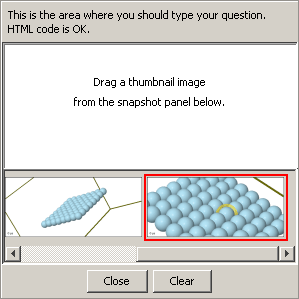 This is the area where you should type your question.
HTML code is OK.
Drag a thumbnail image
from the snapshot panel below.
Close
Clear